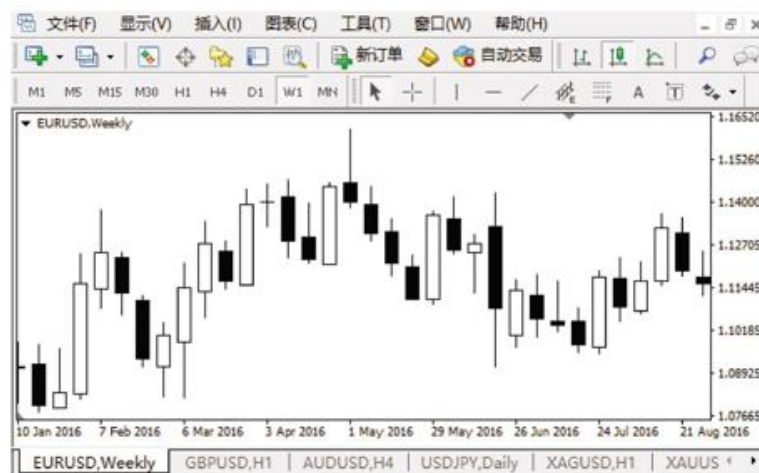 文件(F) 显示(V) 插入(I) 图表(C) 工具(T) 窗口(W) 帮助(H)
新订单 自动交易
M1 M5 M15 M30 H1 H4 D1 W1 MN E F A T
EURUSD,Weekly
1.16520
1.15260
1.14000
1.12705
1.11445
1.10185
1.08925
1.07665
10 Jan 2016 7 Feb 2016 6 Mar 2016 3 Apr 2016 1 May 2016 29 May 2016 26 Jun 2016 24 Jul 2016 21 Aug 2016
EURUSD,Weekly GBPUSD,H1 AUDUSD,H4 USDJPY,Daily XAGUSD,H1 XAUUS